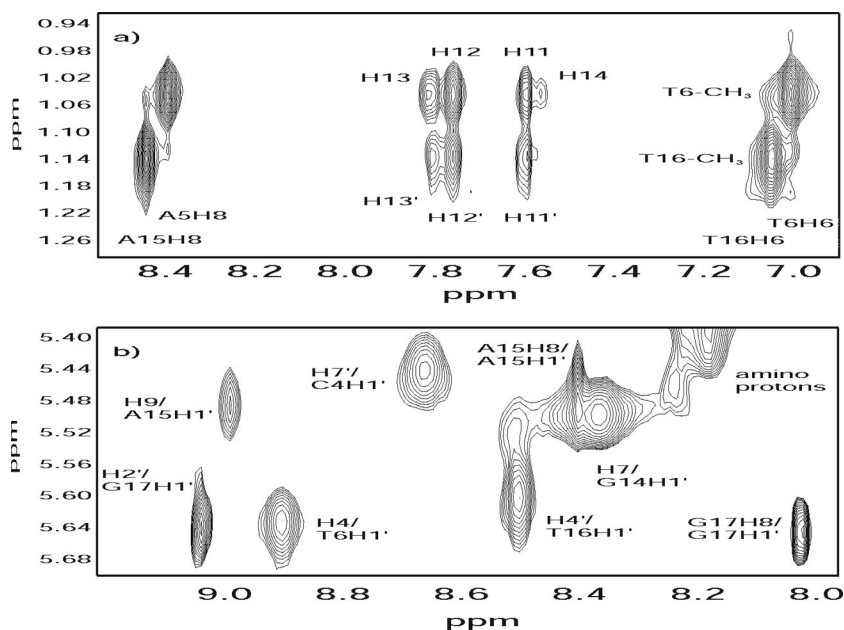 0.94
0.98
1.02
1.06
1.10
1.14
1.18
1.22
1.26
ppm
a)
H13
H12
H11
H14
T6-CH₃
T16-CH₃
H13'
H12'
H11'
A5H8
A15H8
T6H6
T16H6
8.4 8.2 8.0 7.8 7.6 7.4 7.2 7.0
ppm
5.40
5.44
5.48
5.52
5.56
5.60
5.64
5.68
ppm
b)
H9/
A15H1'
H2'/
G17H1'
H7'/
C4H1'
H4/
T6H1'
A15H8/
A15H1'
H4'/
T16H1'
H7/
G14H1'
amino
protons
G17H8/
G17H1'
9.0 8.8 8.6 8.4 8.2 8.0
ppm